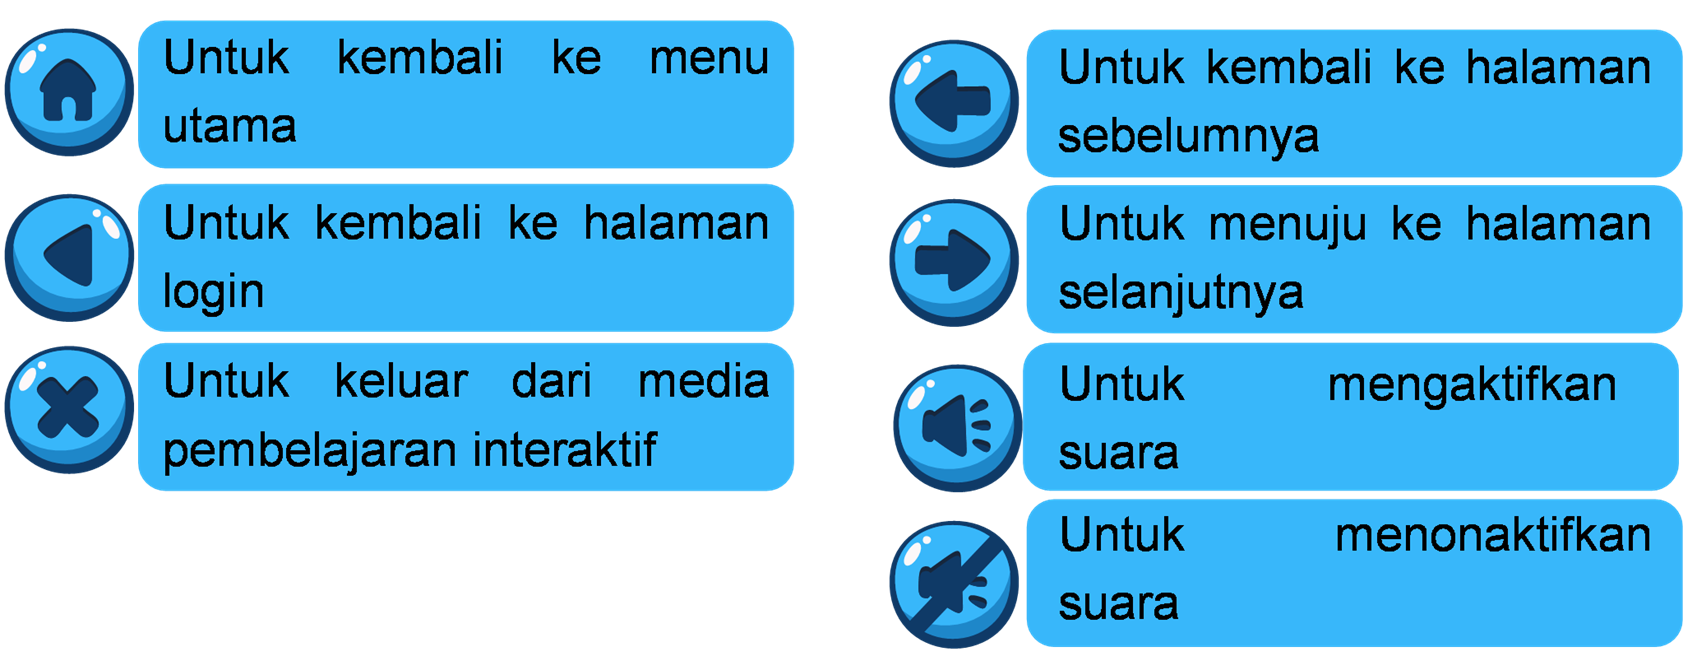 Untuk kembali ke menu
utama
Untuk kembali ke halaman
login
Untuk keluar dari media
pembelajaran interaktif
Untuk kembali ke halaman
sebelumnya
Untuk menuju ke halaman
selanjutnya
Untuk mengaktifkan
suara
Untuk menonaktifkan
suara